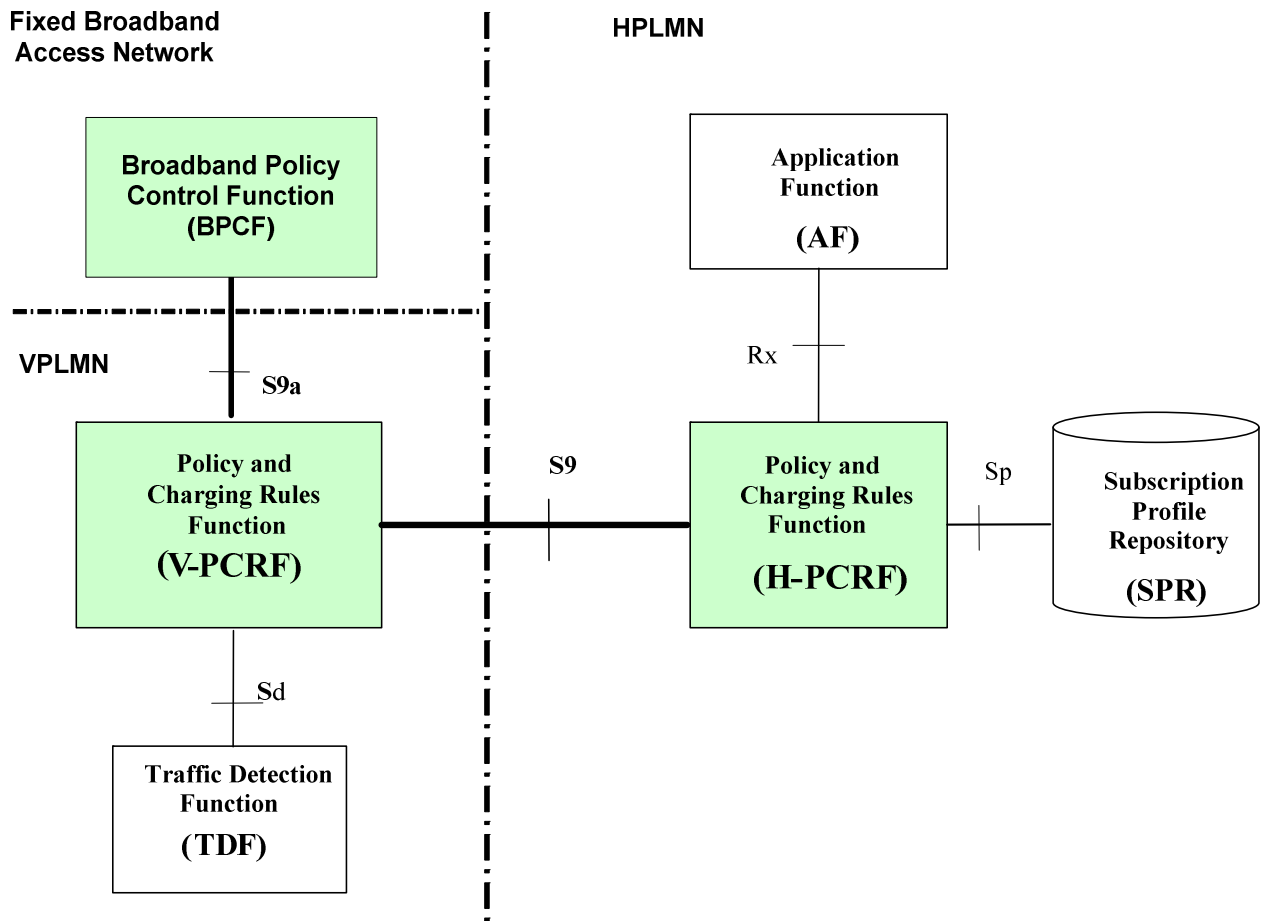 Fixed Broadband
Access Network
HPLMN
Broadband Policy
Control Function
(BPCF)
Application
Function
(AF)
VPLMN
S9a
Rx
Policy and
Charging Rules
Function
(V-PCRF)
S9
Policy and
Charging Rules
Function
(H-PCRF)
Sp
Subscription
Profile
Repository
(SPR)
Sd
Traffic Detection
Function
(TDF)